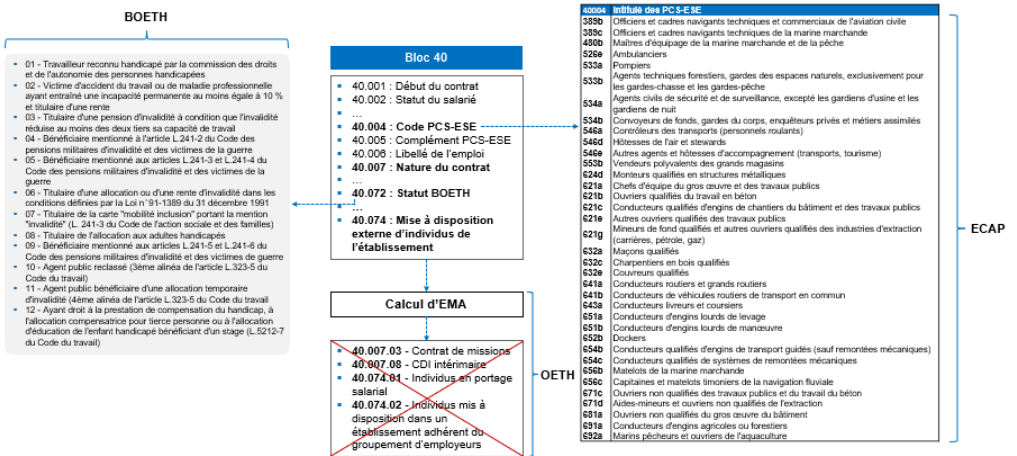 BOETH
01 - Travailleur reconnu handicapé par la commission des droits
et de l'autonomie des personnes handicapées
02 - Victime d'accident du travail ou de maladie professionnelle
ayant entraîné une incapacité permanente au moins égale à 10 %
et titulaire d'une rente
03 - Titulaire d'une pension d'invalidité à condition que l'invalidité
réduise au moins des deux tiers sa capacité de travail
04 - Bénéficiaire mentionné à l'article L.241-2 du Code des
pensions militaires d'invalidité et des victimes de la guerre
05 - Bénéficiaire mentionné aux articles L.241-3 et L.241-4 du
Code des pensions militaires d'invalidité et des victimes de la
guerre
06 - Titulaire d'une allocation ou d'une rente d'invalidité dans les
conditions définies par la Loi n°91-1389 du 31 décembre 1991
07 - Titulaire de la carte "mobilité inclusion" portant la mention
"invalidité" (L. 241-3 du Code de l'action sociale et des familles)
08 - Titulaire de l'allocation aux adultes handicapés
09 - Bénéficiaire mentionné aux articles L.241-5 et L.241-6 du
Code des pensions militaires d'invalidité et des victimes de guerre
10 - Agent public reclassé (3ème alinéa de l'article L.323-5 du
Code du travail)
11 - Agent public bénéficiaire d'une allocation temporaire
d'invalidité (4ème alinéa de l'article L.323-5 du Code du travail
12 - Ayant droit à la prestation de compensation du handicap, à
l'allocation compensatrice pour tierce personne ou à l'allocation
d'éducation de l'enfant handicapé bénéficiant d'un stage (L.5212-7
du Code du travail)
Bloc 40
40.001 : Début du contrat
40.002 : Statut du salarié
...
40.004 : Code PCS-ESE
40.005 : Complément PCS-ESE
40.006 : Libellé de l'emploi
40.007 : Nature du contrat
...
40.072 : Statut BOETH
...
40.074 : Mise à disposition
externe d'individus de
l'établissement
Calcul d'EMA
40.007.03 - Contrat de missions
40.007.08 - CDI intérimaire
40.074.01 - Individus en portage
salarial
40.074.02 - Individus mis à
disposition dans un
établissement adhérent du
groupement d'employeurs
OETH
40004 Intitulé des PCS-ESE
389b Officiers et cadres navigants techniques et commerciaux de l'aviation civile
389c Officiers et cadres navigants techniques de la marine marchande
480b Maîtres d'équipage de la marine marchande et de la pêche
526e Ambulanciers
533a Pompiers
533b Agents techniques forestiers, gardes des espaces naturels, exclusivement pour
les gardes-chasse et les gardes-pêche
534a Agents civils de sécurité et de surveillance, excepté les gardiens d'usine et les
gardiens de nuit
534b Convoyeurs de fonds, gardes du corps, enquêteurs privés et métiers assimilés
546a Contrôleurs des transports (personnels roulants)
546d Hôtesses de l'air et stewards
546e Autres agents et hôtesses d'accompagnement (transports, tourisme)
553b Vendeurs polyvalents des grands magasins
624d Monteurs qualifiés en structures métalliques
621a Chefs d'équipe du gros œuvre et des travaux publics
621b Ouvriers qualifiés du travail en béton
621c Conducteurs qualifiés d'engins de chantiers du bâtiment et des travaux publics
621e Autres ouvriers qualifiés des travaux publics
621g Mineurs de fond qualifiés et autres ouvriers qualifiés des industries d'extraction
(carrières, pétrole, gaz)
632a Maçons qualifiés
632c Charpentiers en bois qualifiés
632e Couvreurs qualifiés
641a Conducteurs routiers et grands routiers
641b Conducteurs de véhicules routiers de transport en commun
643a Conducteurs livreurs et coursiers
651a Conducteurs d'engins lourds de levage
651b Conducteurs d'engins lourds de manœuvre
652b Dockers
654b Conducteurs qualifiés d'engins de transport guidés (sauf remontées mécaniques)
654c Conducteurs qualifiés de systèmes de remontées mécaniques
656b Matelots de la marine marchande
656c Capitaines et matelots timoniers de la navigation fluviale
671c Ouvriers non qualifiés des travaux publics et du travail du béton
671d Aides-mineurs et ouvriers non qualifiés de l'extraction
681a Ouvriers non qualifiés du gros œuvre du bâtiment
691a Conducteurs d'engins agricoles ou forestiers
692a Marins pêcheurs et ouvriers de l'aquaculture
ECAP